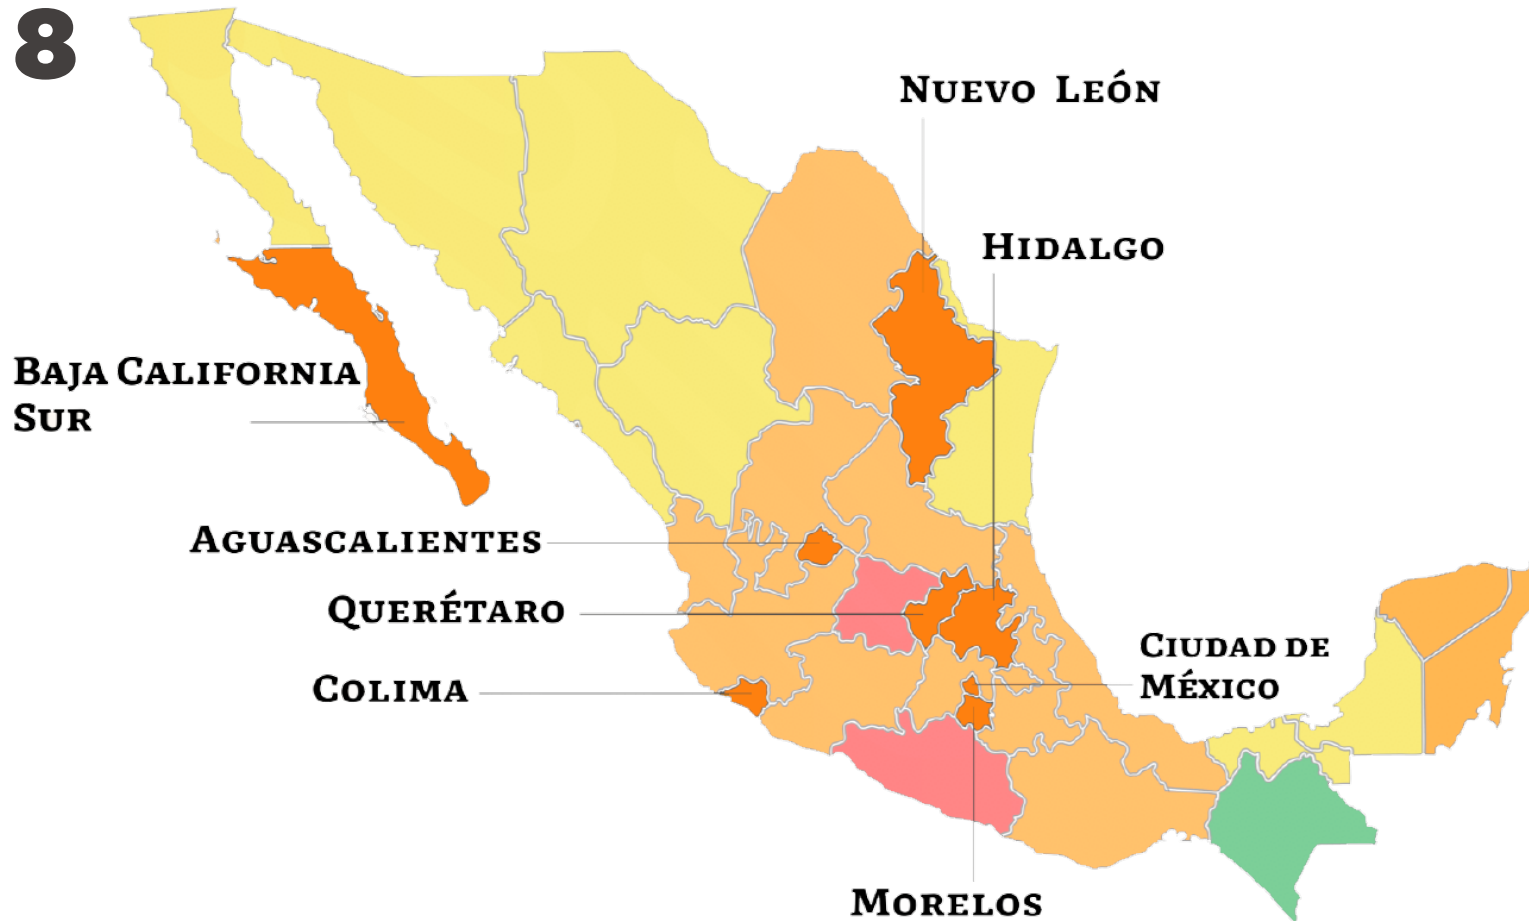 8
NUEVO LEÓN
HIDALGO
BAJA CALIFORNIA
SUR
AGUASCALIENTES
QUERÉTARO
CIUDAD DE
MÉXICO
COLIMA
MORELOS